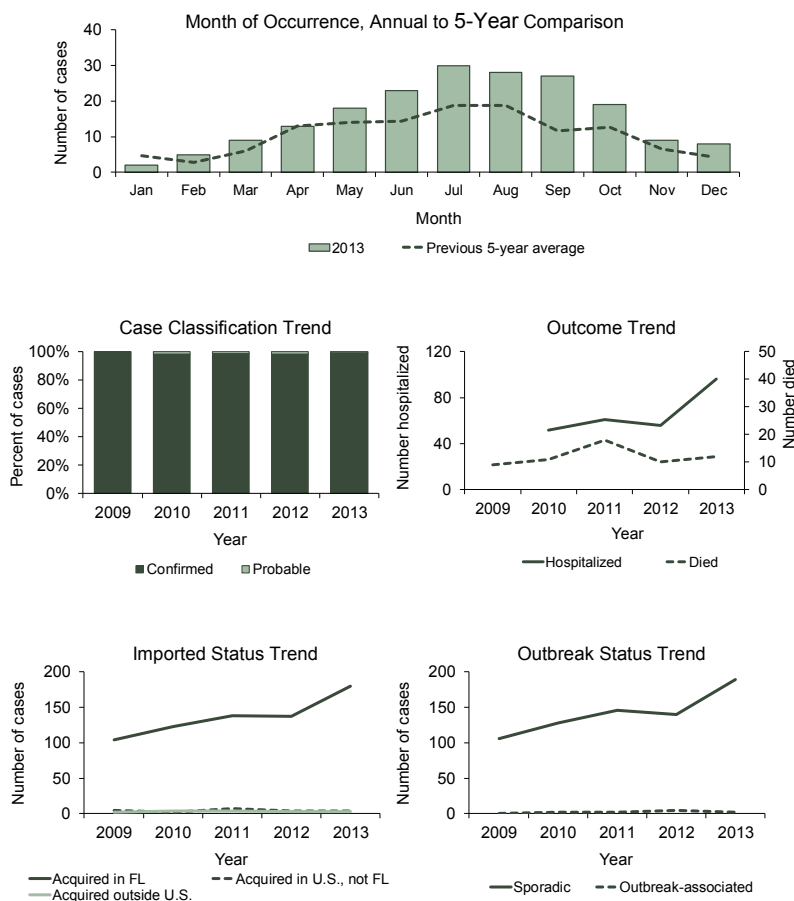 Month of Occurrence, Annual to 5-Year Comparison
Number of cases
40
30
20
10
0
Jan Feb Mar Apr May Jun Jul Aug Sep Oct Nov Dec
Month
2013 Previous 5-year average
Case Classification Trend
Percent of cases
100%
80%
60%
40%
20%
0%
2009 2010 2011 2012 2013
Year
Confirmed Probable
Outcome Trend
Number hospitalized
120
80
40
0
50
40
30
20
10
0
Number died
2009 2010 2011 2012 2013
Year
Hospitalized Died
Imported Status Trend
Number of cases
200
150
100
50
0
2009 2010 2011 2012 2013
Year
Acquired in FL Acquired in U.S., not FL
Acquired outside U.S.
Outbreak Status Trend
Number of cases
200
150
100
50
0
2009 2010 2011 2012 2013
Year
Sporadic Outbreak-associated